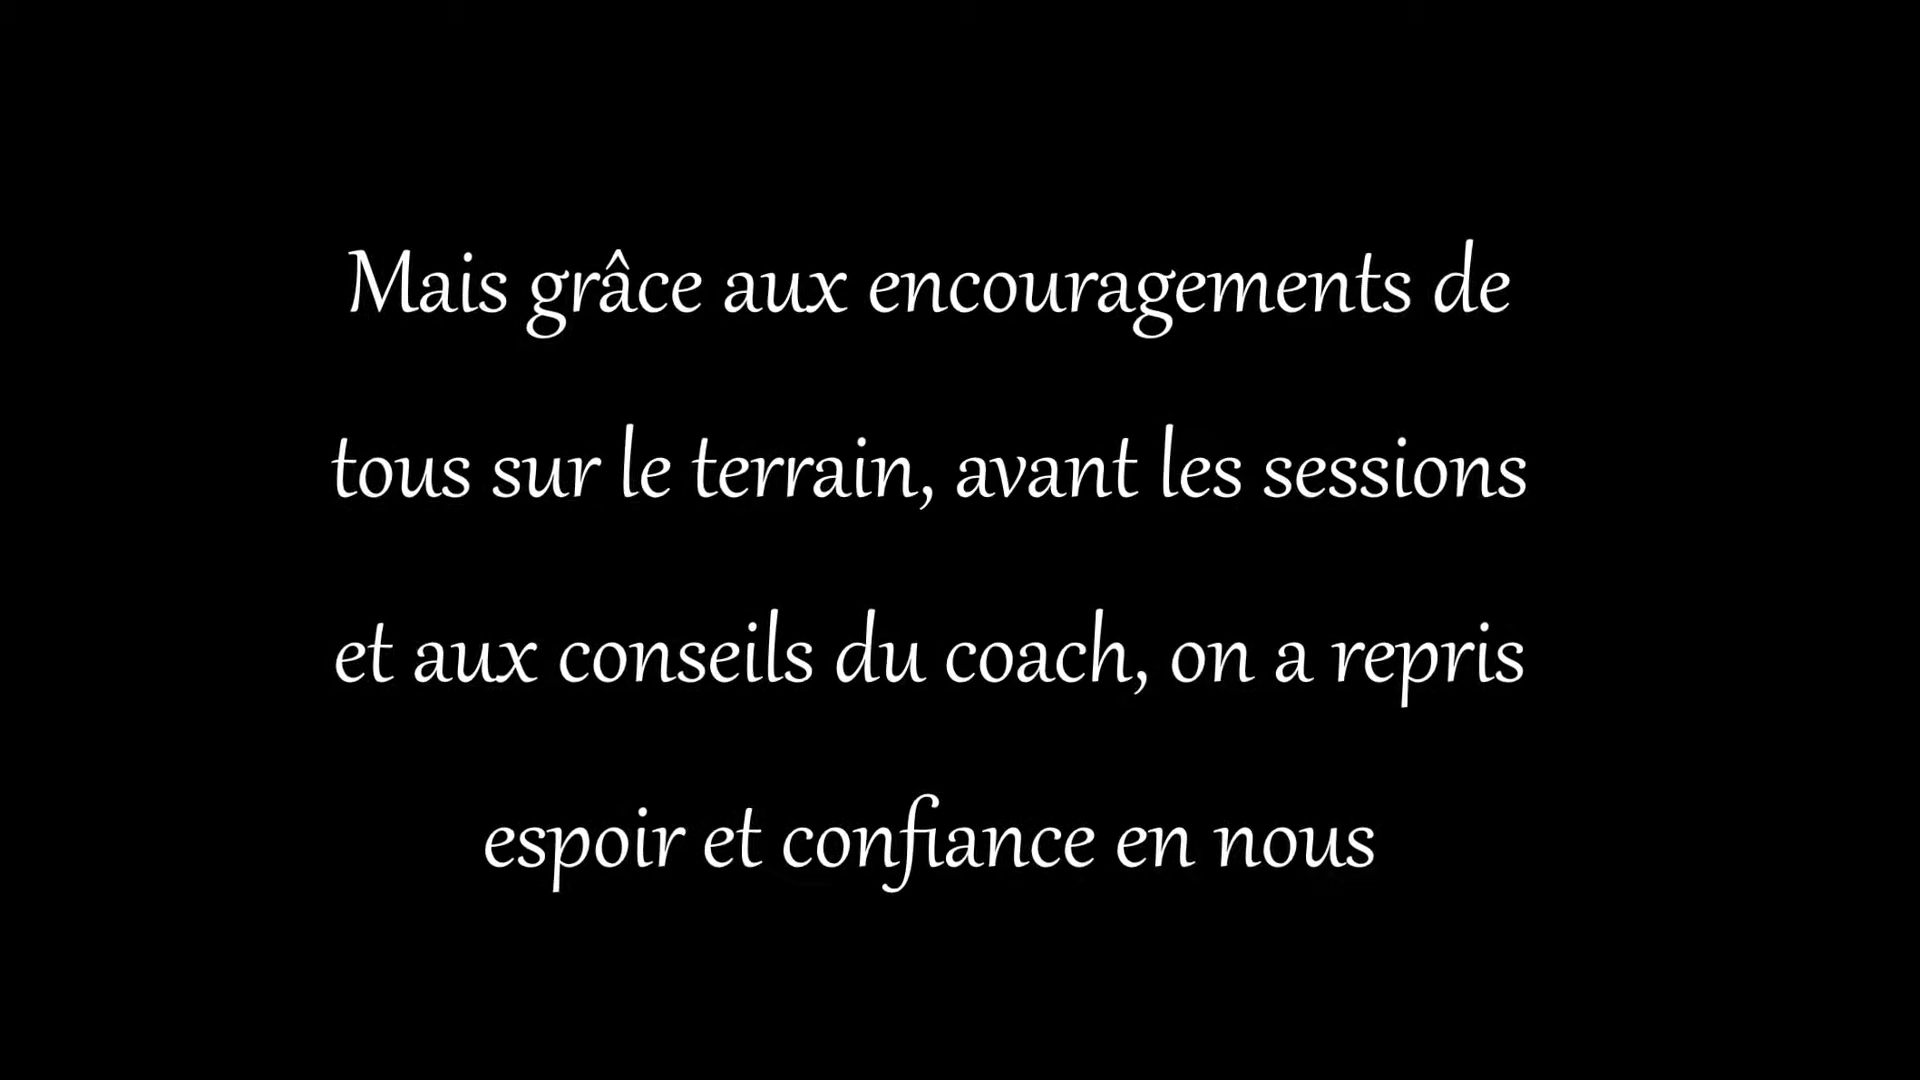 Mais grâce aux encouragements de
tous sur le terrain, avant les sessions
et aux conseils du coach, on a repris
espoir et confiance en nous